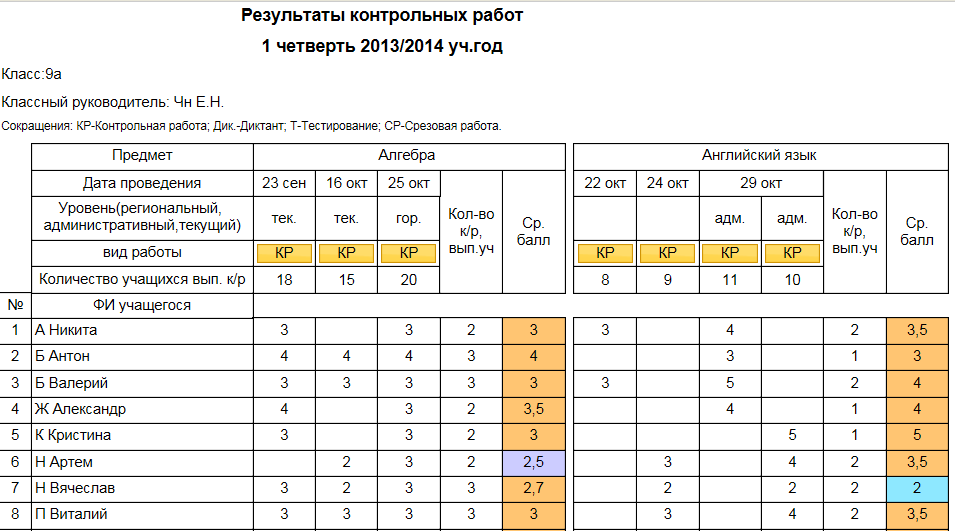 Результаты контрольных работ
1 четверть 2013/2014 уч.год
Класс:9а
Классный руководитель: Чн Е.Н.
Сокращения: КР-Контрольная работа; Дик.-Диктант; Т-Тестирование; СР-Срезовая работа.
Предмет Алгебра Английский язык
Дата проведения 23 сен 16 окт 25 окт Кол-во к/р, вып.уч Ср. балл 22 окт 24 окт 29 окт Кол-во к/р, вып.уч Ср. балл
Уровень(региональный, административный,текущий) тек. тек. гор. адм. адм.
вид работы КР КР КР КР КР КР КР
Количество учащихся вып. к/р 18 15 20 8 9 11 10
№ ФИ учащегося
1 А Никита 3 3 2 3 3 4 2 3,5
2 Б Антон 4 4 4 3 4 3 1 3
3 Б Валерий 3 3 3 3 3 3 5 2 4
4 Ж Александр 4 3 2 3,5 4 1 4
5 К Кристина 3 3 2 3 5 1 5
6 Н Артем 2 3 2 2,5 3 4 2 3,5
7 Н Вячеслав 3 2 3 3 2,7 2 2 2 2
8 П Виталий 3 3 3 3 3 3 4 2 3,5